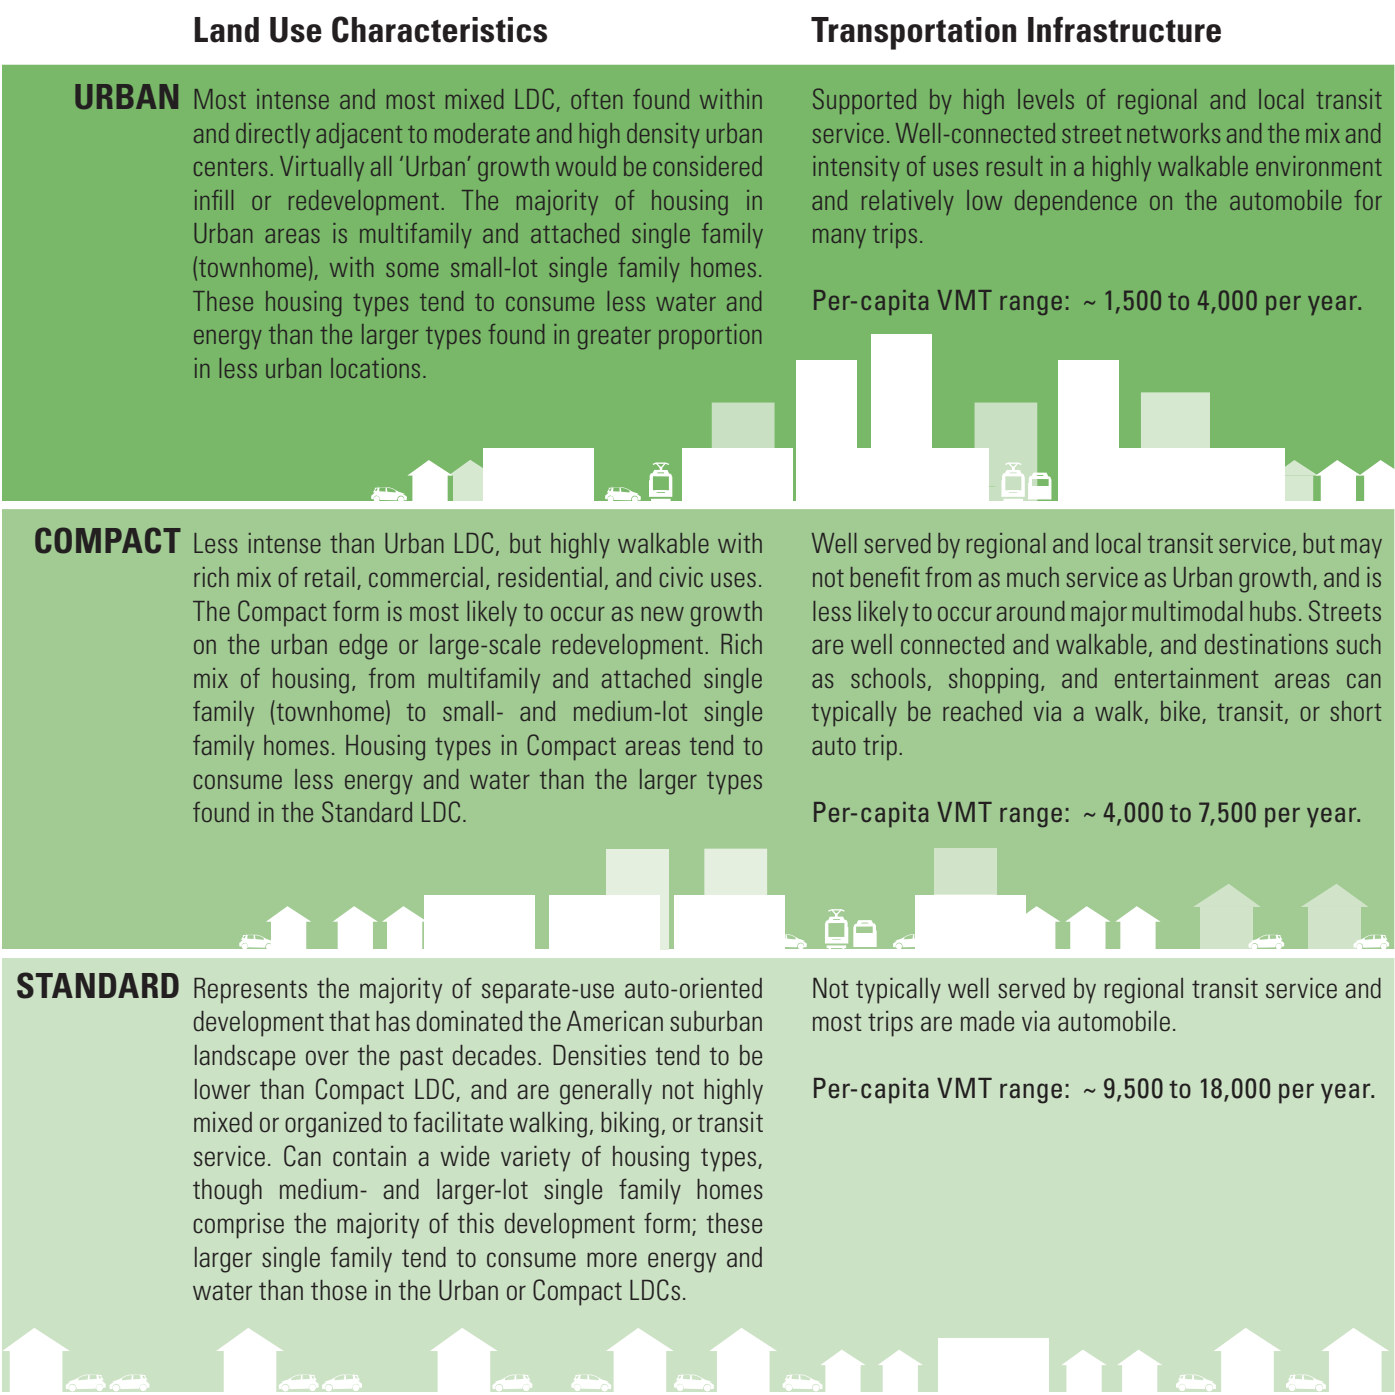 Land Use Characteristics
Transportation Infrastructure
URBAN
Most intense and most mixed LDC, often found within
and directly adjacent to moderate and high density urban
centers. Virtually all ‘Urban’ growth would be considered
infill or redevelopment. The majority of housing in
Urban areas is multifamily and attached single family
(townhome), with some small-lot single family homes.
These housing types tend to consume less water and
energy than the larger types found in greater proportion
in less urban locations.
Supported by high levels of regional and local transit
service. Well-connected street networks and the mix and
intensity of uses result in a highly walkable environment
and relatively low dependence on the automobile for
many trips.
Per-capita VMT range: ~ 1,500 to 4,000 per year.
COMPACT
Less intense than Urban LDC, but highly walkable with
rich mix of retail, commercial, residential, and civic uses.
The Compact form is most likely to occur as new growth
on the urban edge or large-scale redevelopment. Rich
mix of housing, from multifamily and attached single
family (townhome) to small- and medium-lot single
family homes. Housing types in Compact areas tend to
consume less energy and water than the larger types
found in the Standard LDC.
Well served by regional and local transit service, but may
not benefit from as much service as Urban growth, and is
less likely to occur around major multimodal hubs. Streets
are well connected and walkable, and destinations such
as schools, shopping, and entertainment areas can
typically be reached via a walk, bike, transit, or short
auto trip.
Per-capita VMT range: ~ 4,000 to 7,500 per year.
STANDARD
Represents the majority of separate-use auto-oriented
development that has dominated the American suburban
landscape over the past decades. Densities tend to be
lower than Compact LDC, and are generally not highly
mixed or organized to facilitate walking, biking, or transit
service. Can contain a wide variety of housing types,
though medium- and larger-lot single family homes
comprise the majority of this development form; these
larger single family tend to consume more energy and
water than those in the Urban or Compact LDCs.
Not typically well served by regional transit service and
most trips are made via automobile.
Per-capita VMT range: ~ 9,500 to 18,000 per year.